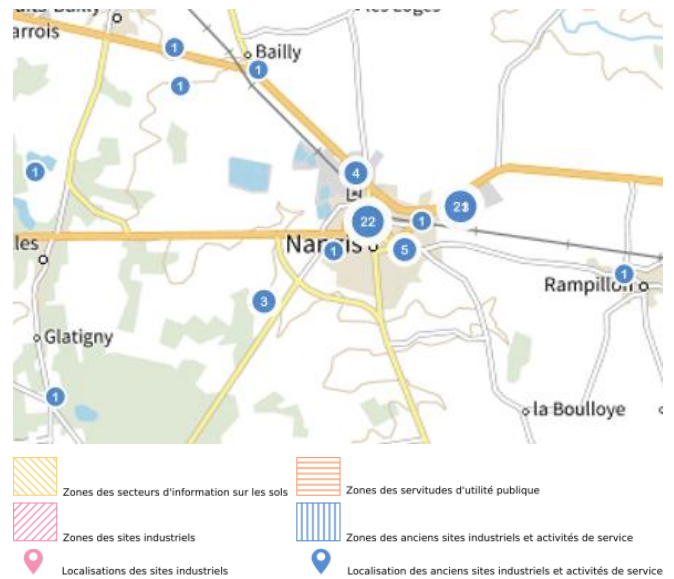 arrois
1
Bailly
1
1
1
4
22
1
5
Nangis
1
les
Rampillon
1
3
Glatigny
1
la Boulloye
Zones des secteurs d'information sur les sols
Zones des servitudes d'utilité publique
Zones des sites industriels
Zones des anciens sites industriels et activités de service
Localisations des sites industriels
Localisation des anciens sites industriels et activités de service